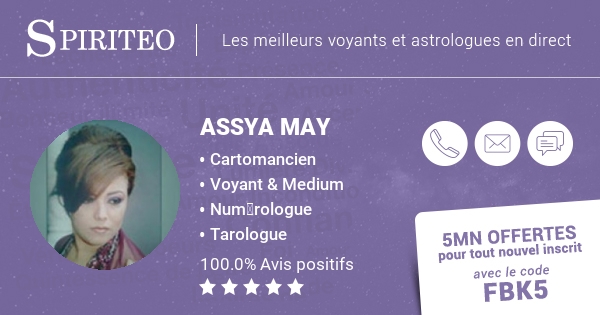 SPIRITEO
Les meilleurs voyants et astrologues en direct
ASSYA MAY
• Cartomancien
• Voyant & Medium
• Num▯rologue
• Tarologue
100.0% Avis positifs
5MN OFFERTES
pour tout nouvel inscrit
avec le code
FBK5